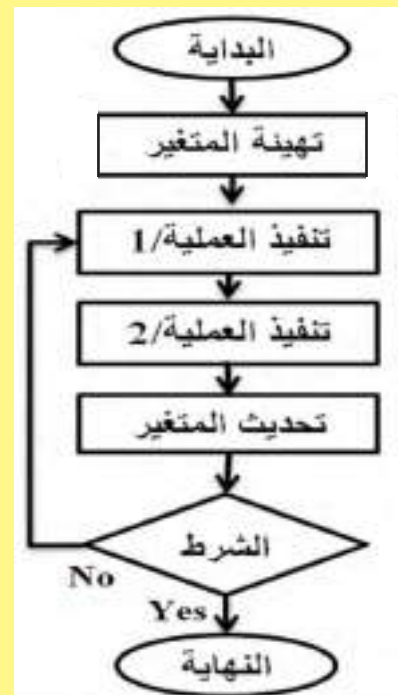 البداية
تهيئة المتغير
تنفيذ العملية/1
تنفيذ العملية/2
تحديث المتغير
الشرط
No
Yes
النهاية